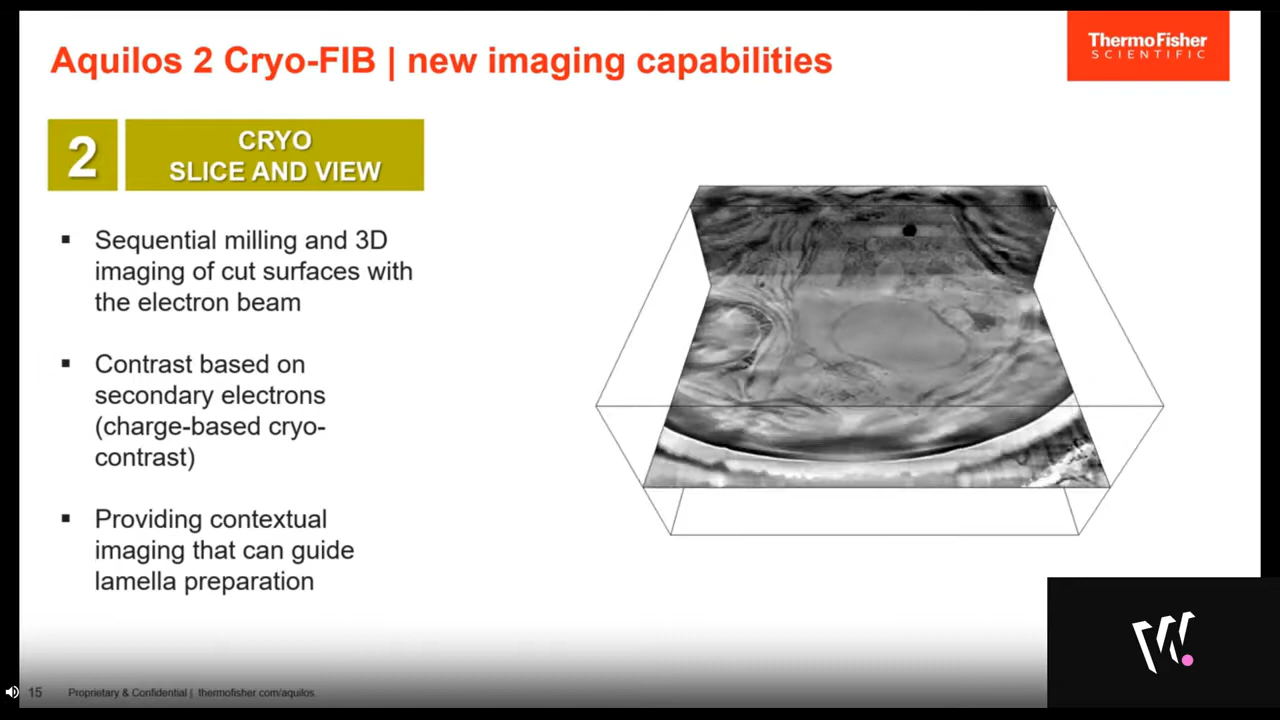 Aquilos 2 Cryo-FIB | new imaging capabilities
ThermoFisher
SCIENTIFIC
2
CRYO
SLICE AND VIEW
▪ Sequential milling and 3D
imaging of cut surfaces with
the electron beam
▪ Contrast based on
secondary electrons
(charge-based cryo-
contrast)
▪ Providing contextual
imaging that can guide
lamella preparation
W.
15 Proprietary & Confidential | thermofisher.com/aquilos